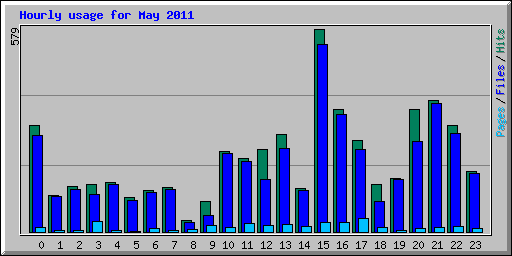 Hourly usage for May 2011
579
Pages / Files / Hits
0 1 2 3 4 5 6 7 8 9 10 11 12 13 14 15 16 17 18 19 20 21 22 23